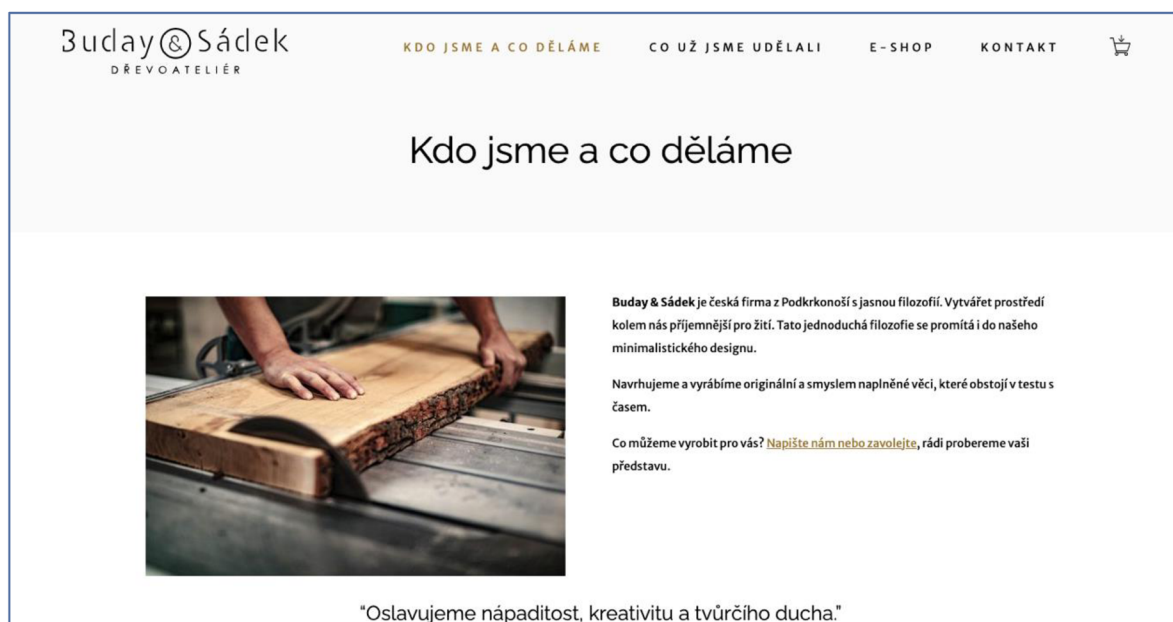 Buday & Sádek
DŘEVOATELIÉR
KDO JSME A CO DĚLÁME
CO UŽ JSME UDĚLALI
E-SHOP
KONTAKT
Kdo jsme a co děláme
Buday & Sádek je česká firma z Podkrkonoší s jasnou filozofií. Vytvářet prostředí
kolem nás příjemnější pro žití. Tato jednoduchá filozofie se promítá i do našeho
minimalistického designu.
Navrhujeme a vyrábíme originální a smyslem naplněné věci, které obstojí v testu s
časem.
Co můžeme vyrobit pro vás? Napište nám nebo zavolejte, rádi probereme vaši
představu.
“Oslavujeme nápaditost, kreativitu a tvůrčího ducha.”